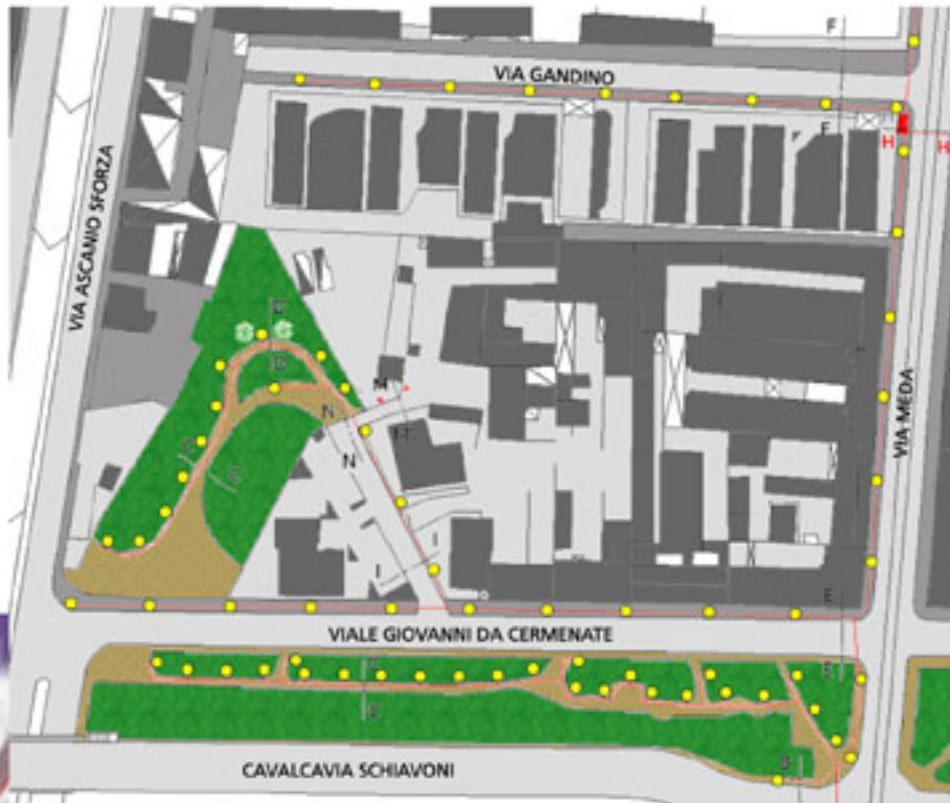 F
VIA GANDINO
F
H
H
VIA ASCANIO SFORZA
M
N
N
VIA MEDA
I
I
E
VIALE GIOVANNI DA CERMENATE
CAVALCAVIA SCHIAVONI